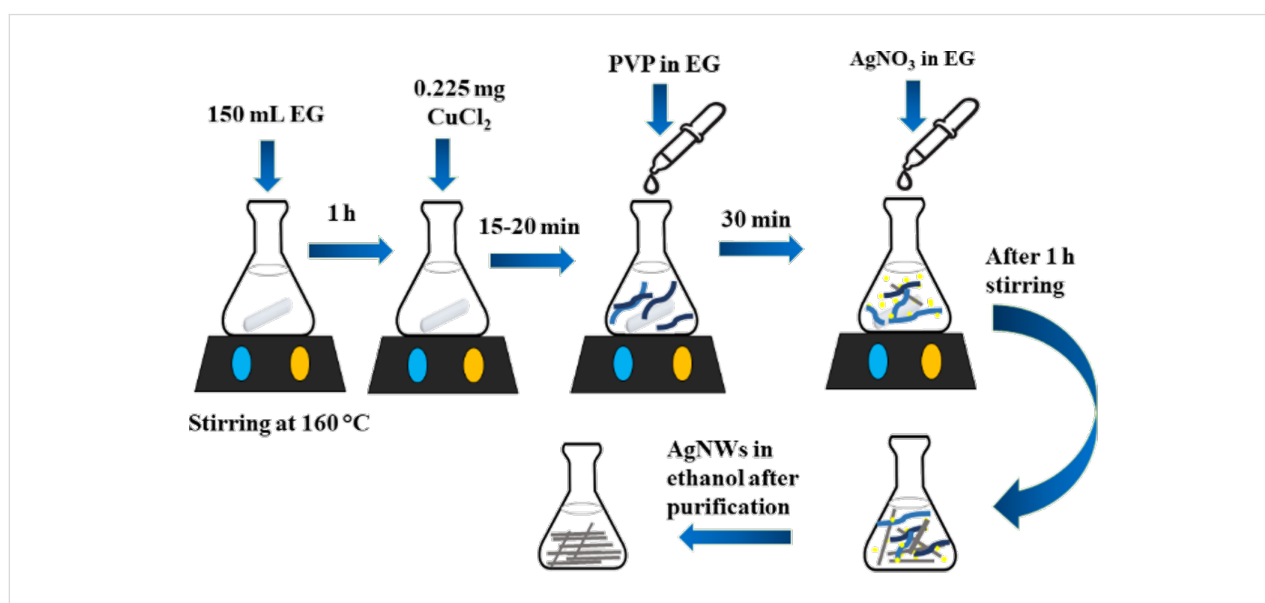 150 mL EG
1 h
0.225 mg
CuCl₂
15-20 min
PVP in EG
30 min
AgNO₃ in EG
After 1 h
stirring
Stirring at 160 °C
AgNWs in
ethanol after
purification